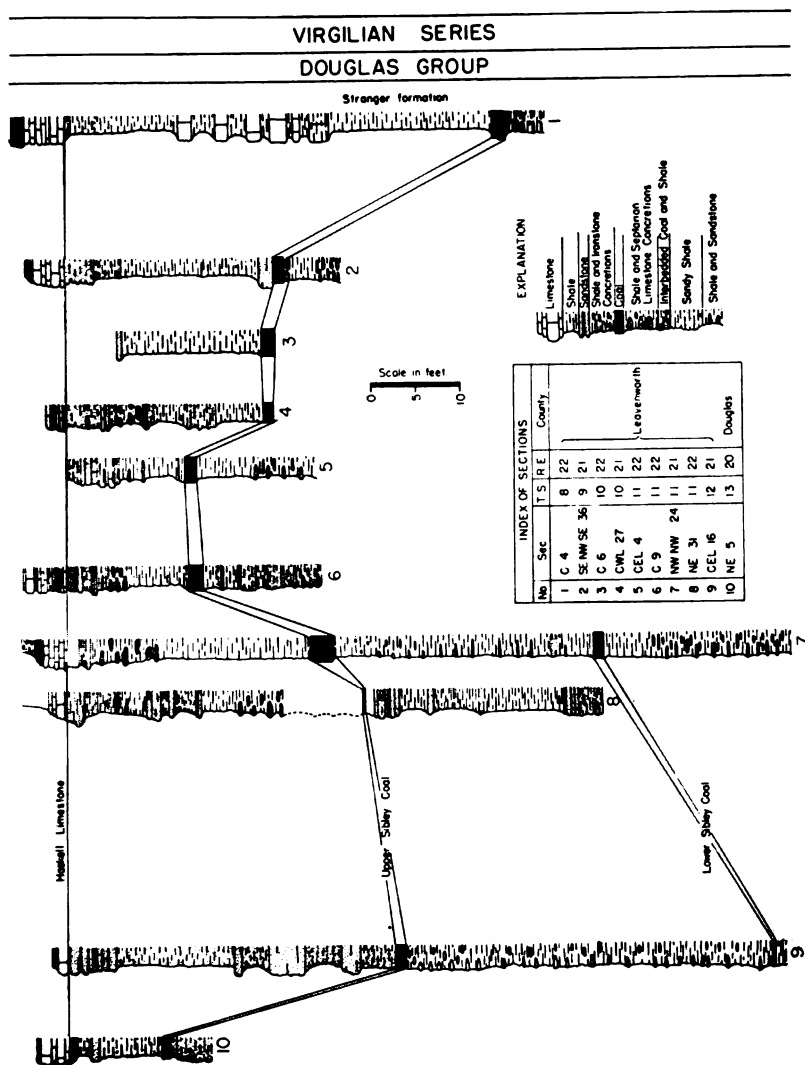 VIRGILIAN SERIES
DOUGLAS GROUP
Stranger formation
1
2
3
4
5
6
7
8
9
10
Haskell Limestone
Upper Sibley Coal
Lower Sibley Coal
Scale in feet
0 5 10
EXPLANATION
Limestone
Shale
Sandstone
Shale and Ironstone
Concretions
Coal
Shale and Septarian
Limestone Concretions
Interbedded Coal and Shale
Sandy Shale
Shale and Sandstone
INDEX OF SECTIONS
No Sec T S R E County
1 C 4 8 22
2 SE NW SE 36 9 21
3 C 6 10 22
4 CWL 27 10 21
5 CEL 4 11 22
6 C 9 11 22
7 NW NW 24 11 21
8 NE 31 11 22
9 CEL 16 12 21
Leavenworth
10 NE 5 13 20 Douglas